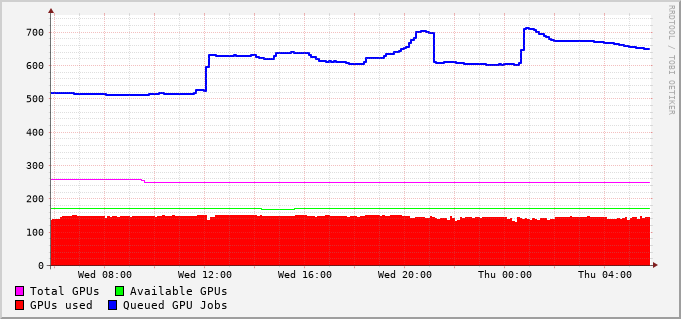 700
600
500
400
300
200
100
0
Wed 08:00 Wed 12:00 Wed 16:00 Wed 20:00 Thu 00:00 Thu 04:00
Total GPUs Available GPUs
GPUs used Queued GPU Jobs
RRDTOOL / TOBI OETIKER